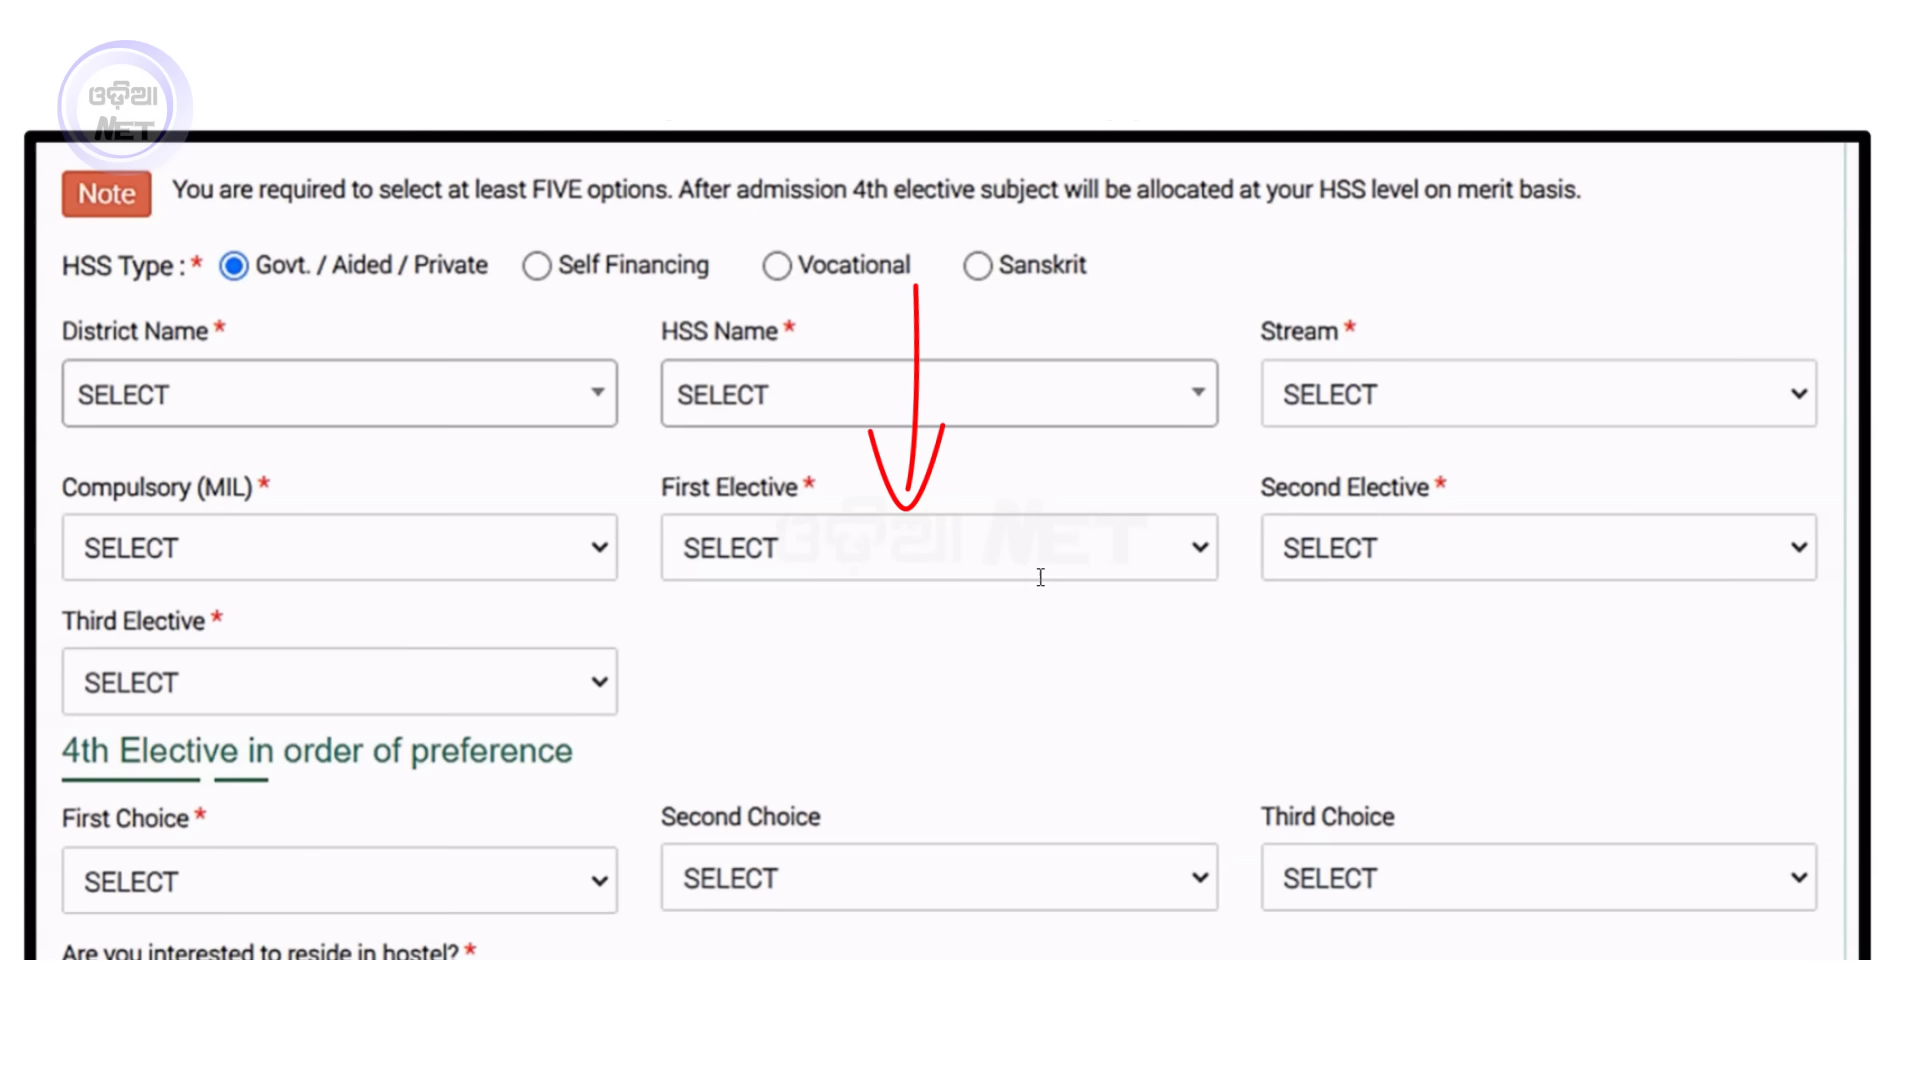 ଓଡ଼ିଆ
NET
Note You are required to select at least FIVE options. After admission 4th elective subject will be allocated at your HSS level on merit basis.
HSS Type : * Govt. / Aided / Private Self Financing Vocational Sanskrit
District Name * HSS Name * Stream *
SELECT SELECT SELECT
Compulsory (MIL) * First Elective * Second Elective *
SELECT SELECT SELECT
ଓଡ଼ିଆ NET
Third Elective *
SELECT
4th Elective in order of preference
First Choice * Second Choice Third Choice
SELECT SELECT SELECT
Are you interested to reside in hostel? *